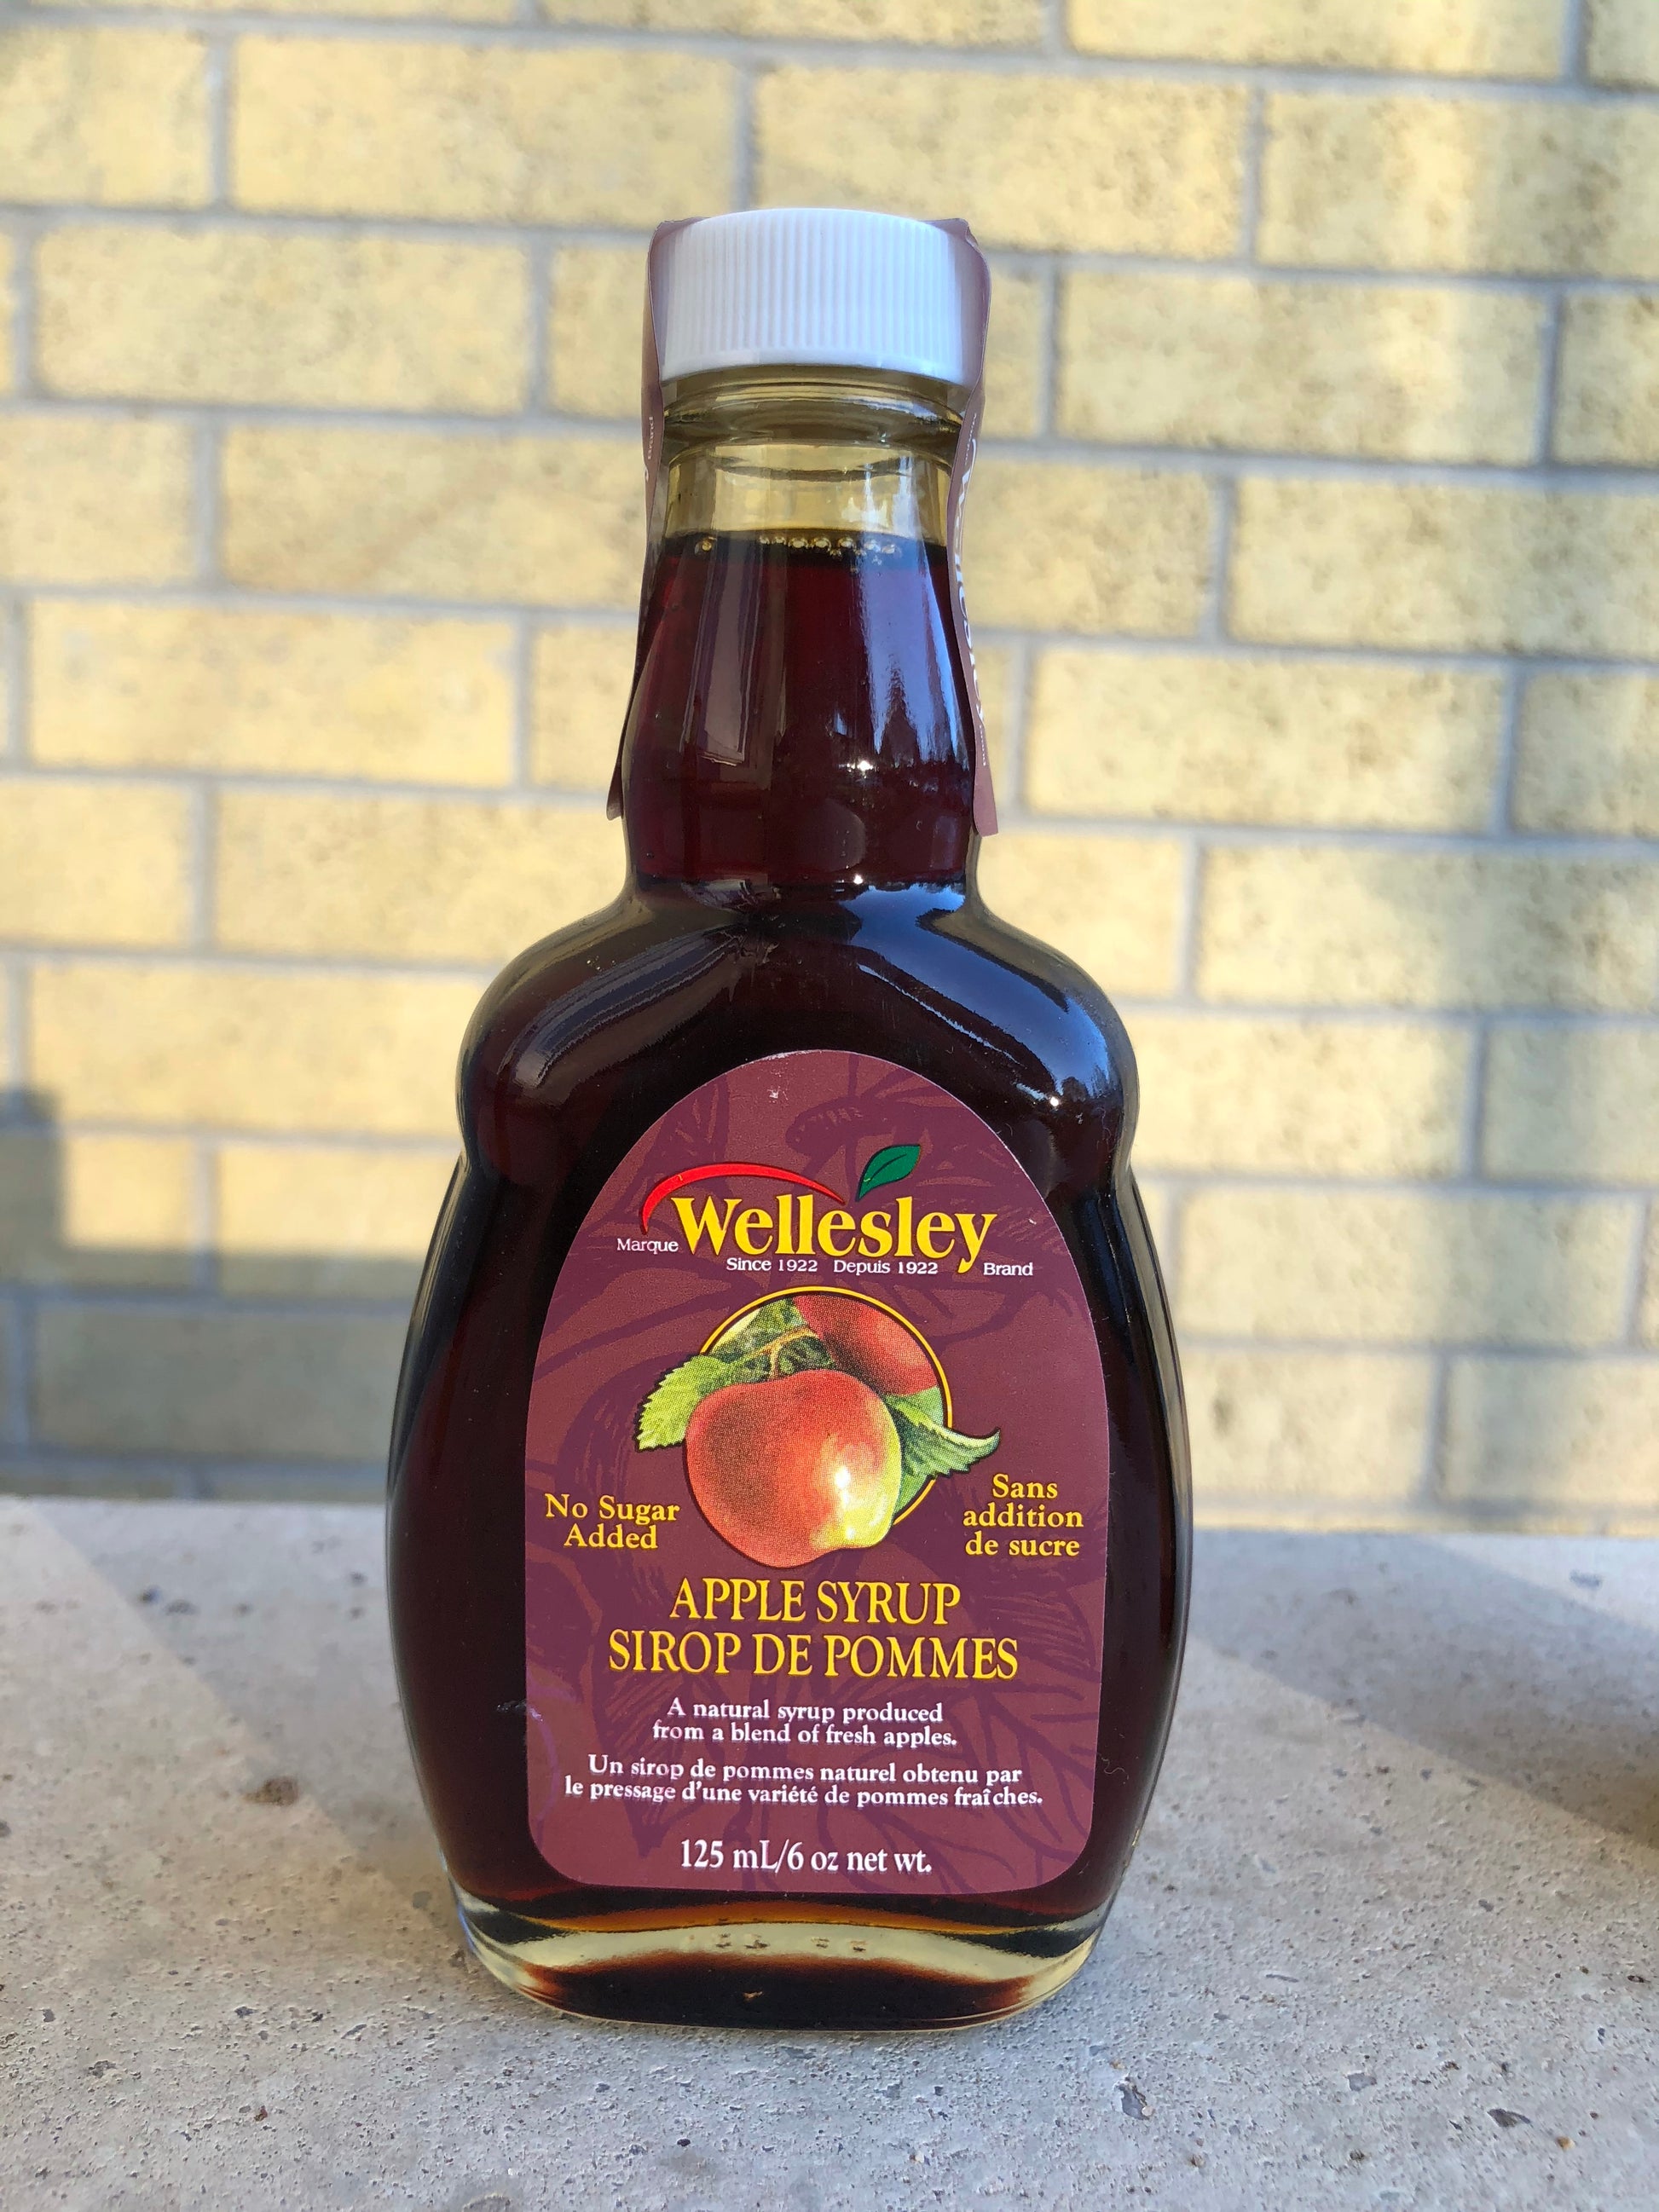 Wellesley
Marque
Since 1922 Depuis 1922
Brand
No Sugar
Added
Sans
addition
de sucre
APPLE SYRUP
SIROP DE POMMES
A natural syrup produced
from a blend of fresh apples.
Un sirop de pommes naturel obtenu par
le pressage d'une variété de pommes fraîches.
125 mL/6 oz net wt.